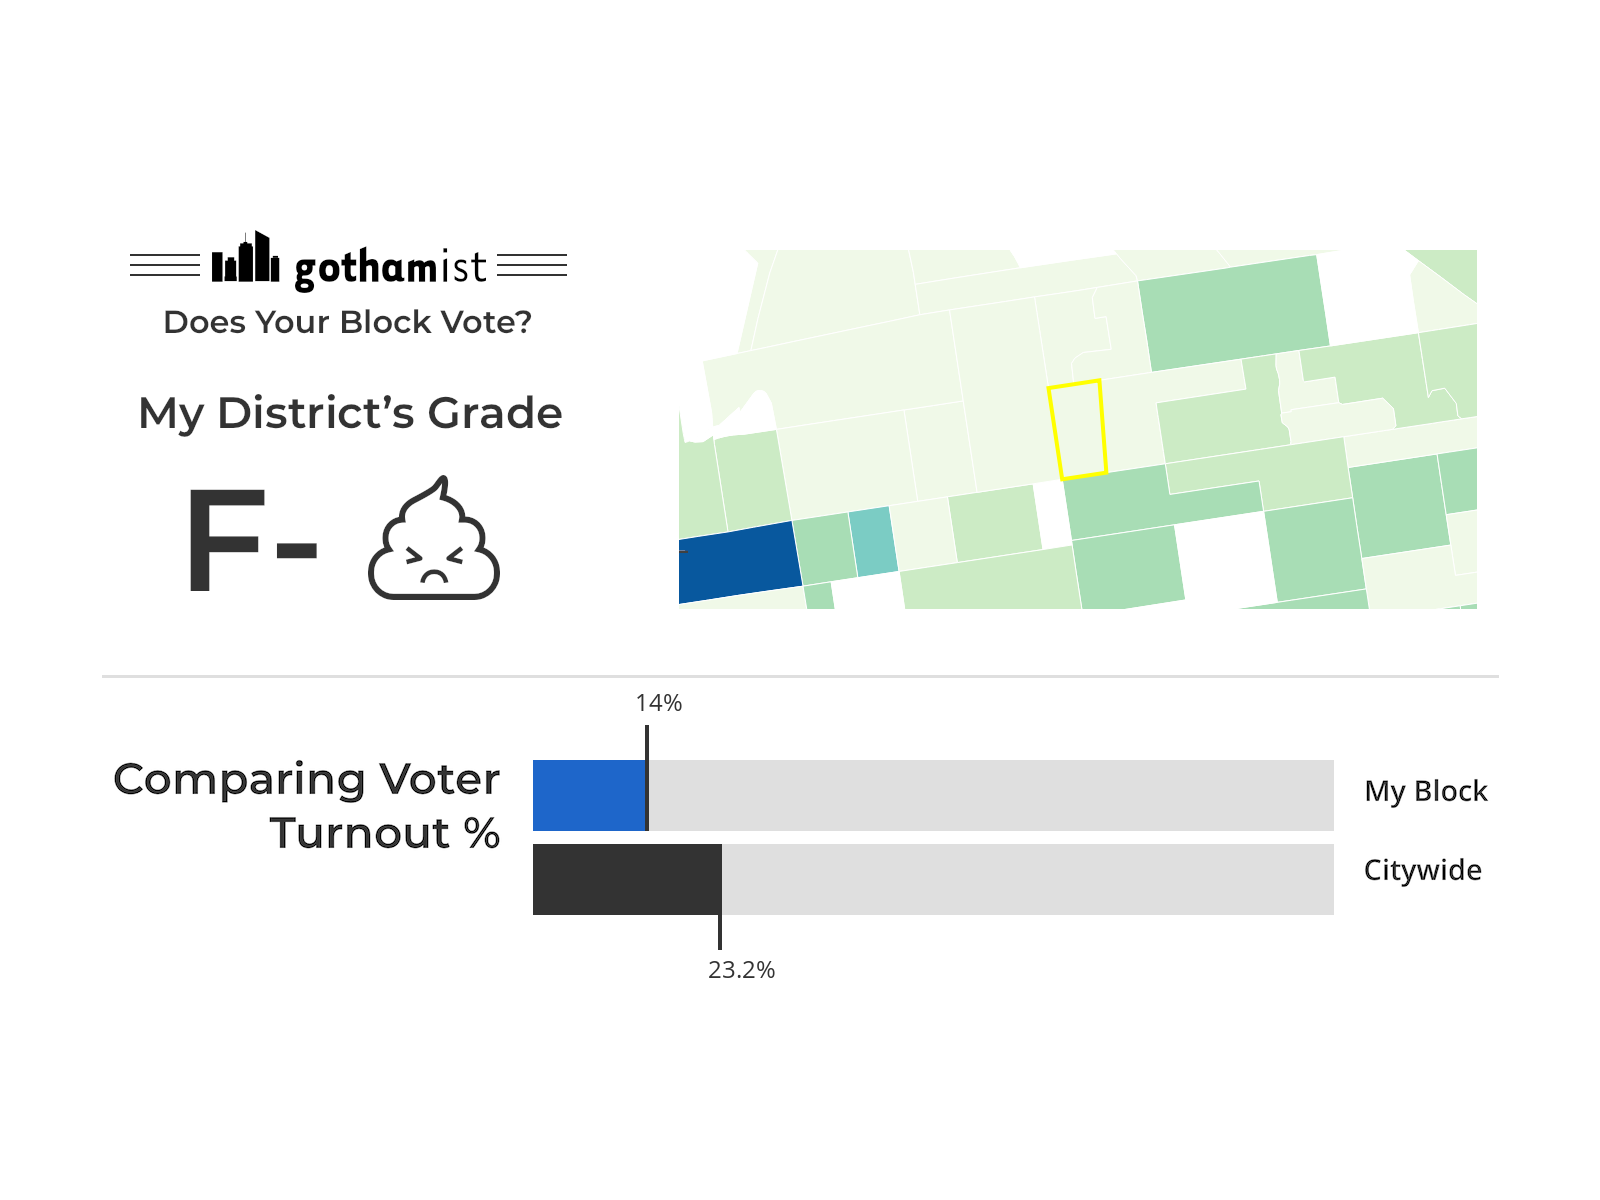 gothamist
Does Your Block Vote?
My District’s Grade
F-
14%
Comparing Voter
Turnout %
My Block
Citywide
23.2%